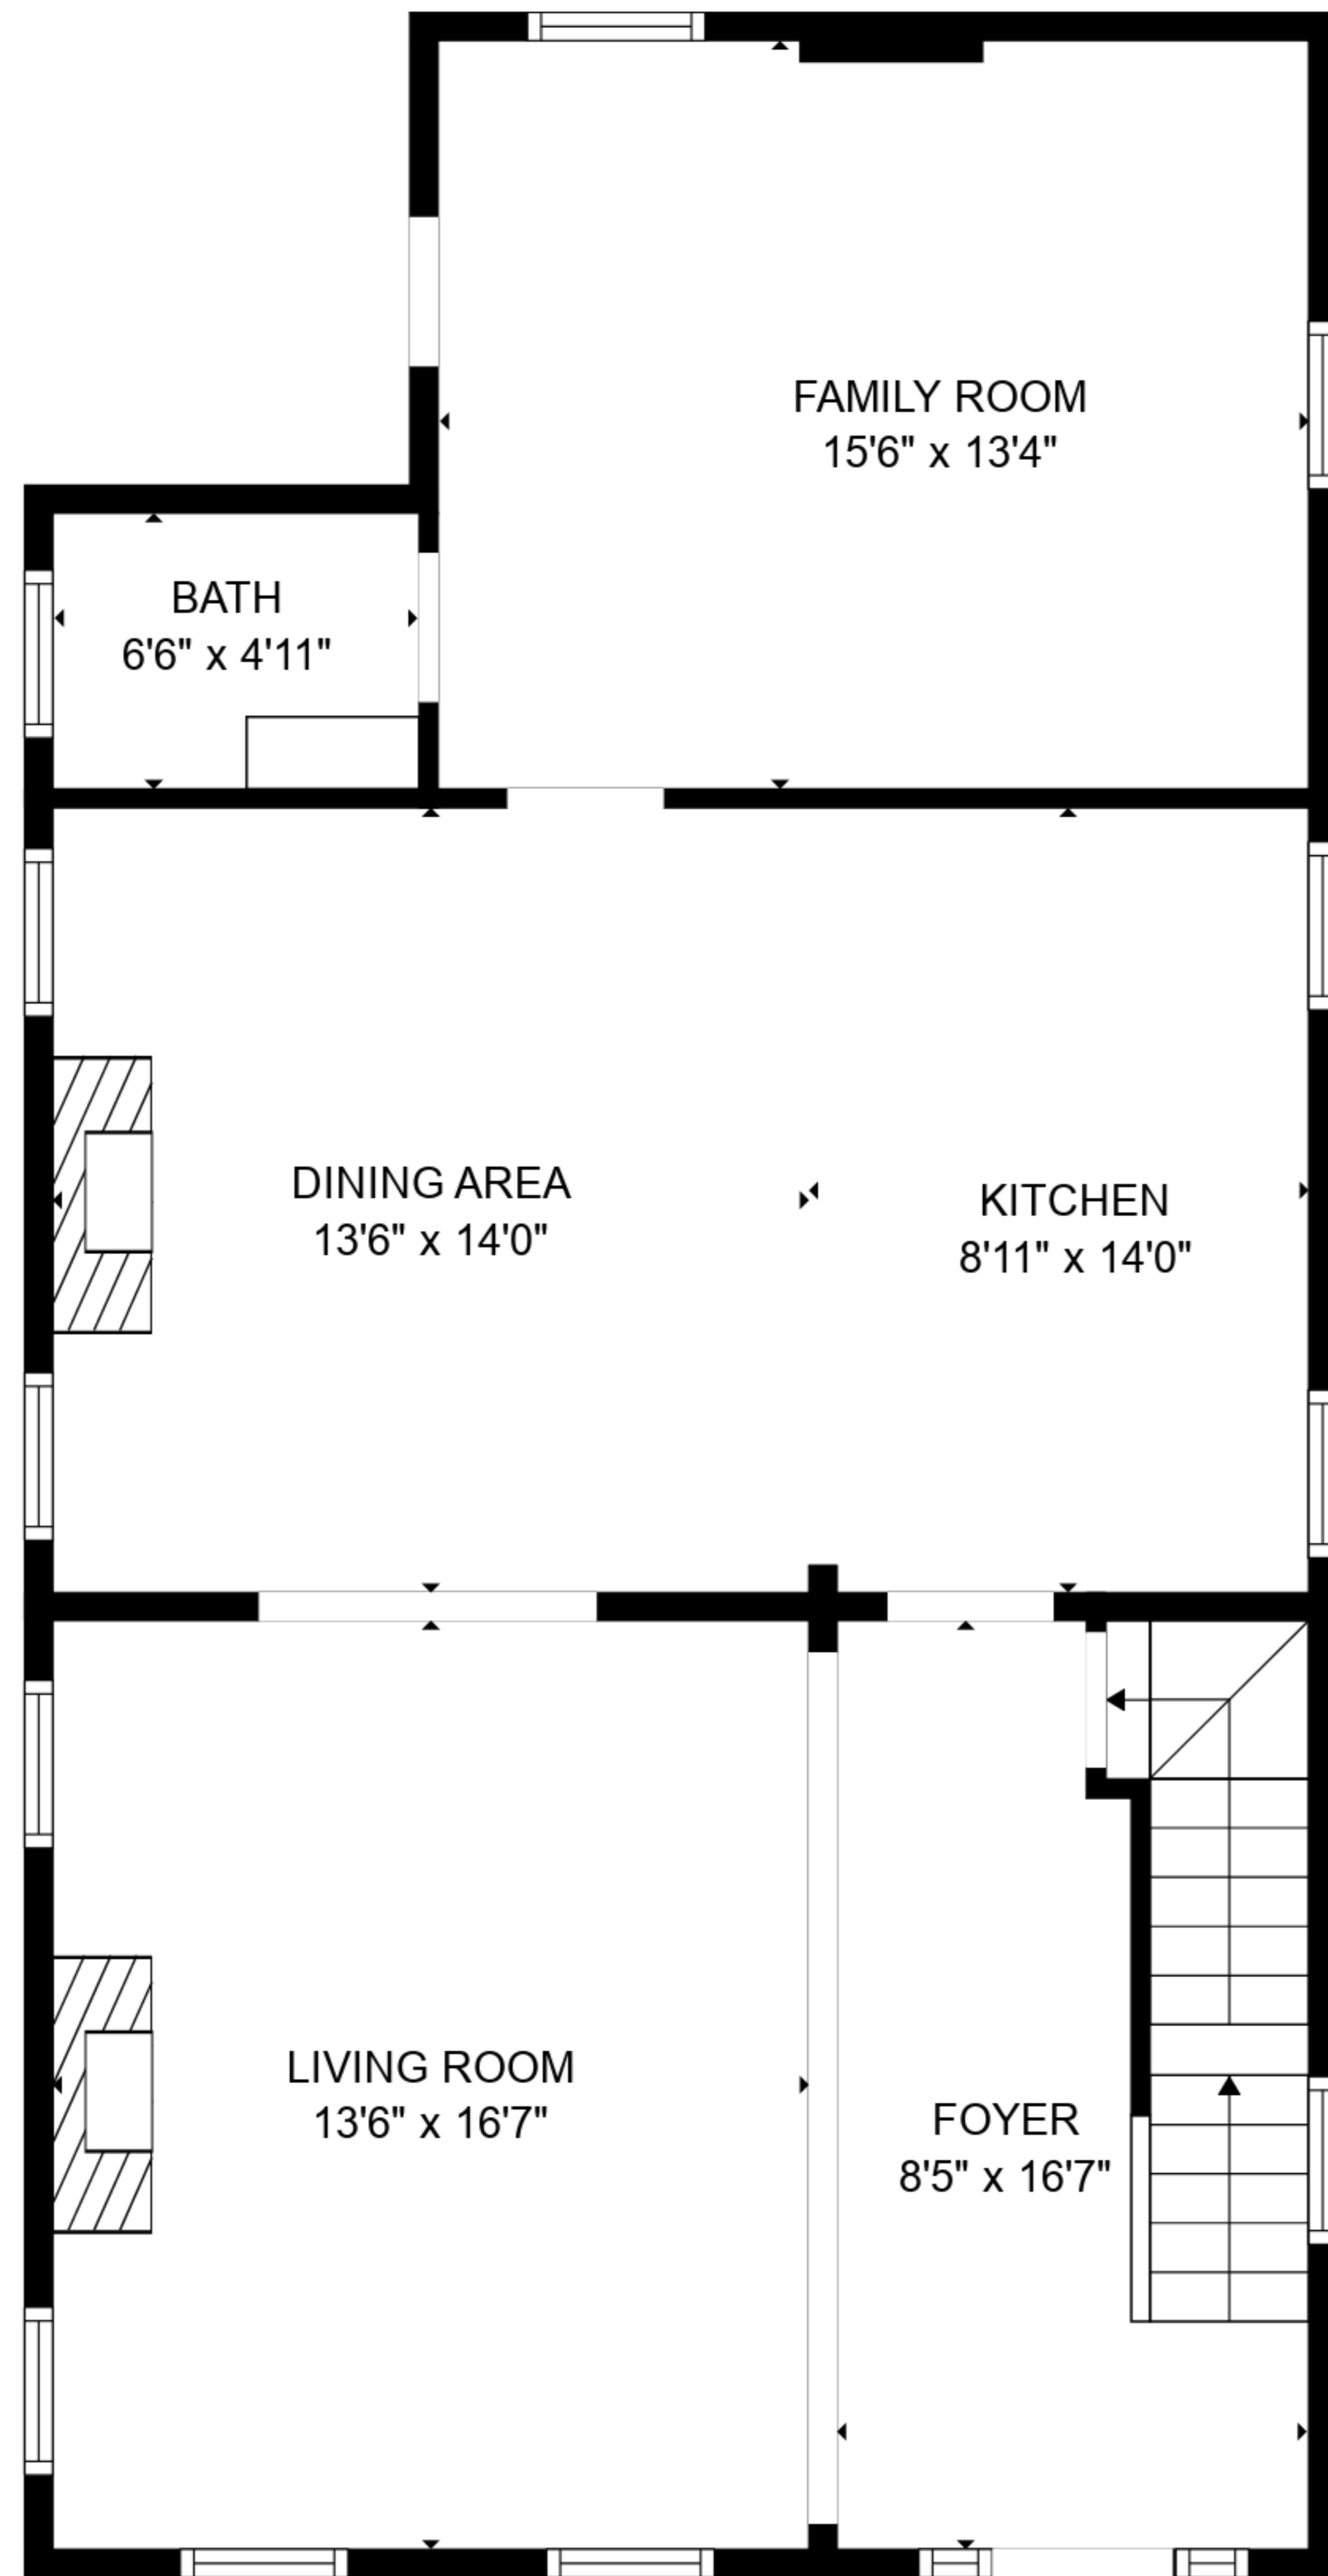 FAMILY ROOM
15'6" x 13'4"
BATH
6'6" x 4'11"
DINING AREA
13'6" x 14'0"
KITCHEN
8'11" x 14'0"
LIVING ROOM
13'6" x 16'7"
FOYER
8'5" x 16'7"